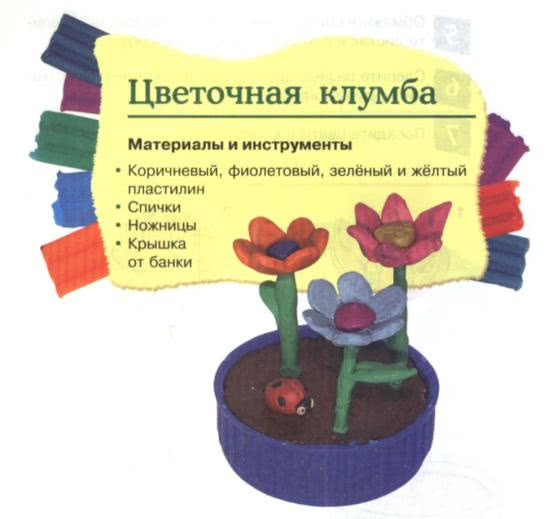 Цветочная клумба
Материалы и инструменты
• Коричневый, фиолетовый, зелёный и жёлтый
пластилин
• Спички
• Ножницы
• Крышка
от банки